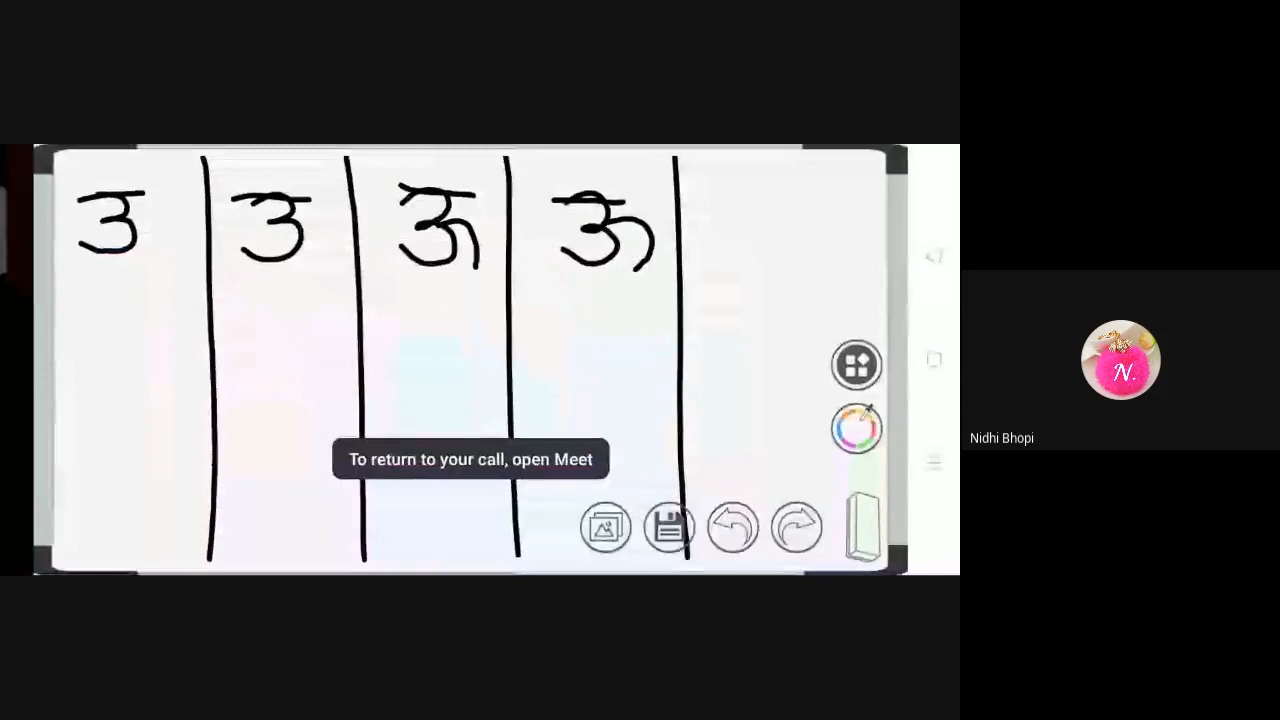 उ उ ऊ ऊ
To return to your call, open Meet
N.
Nidhi Bhopi